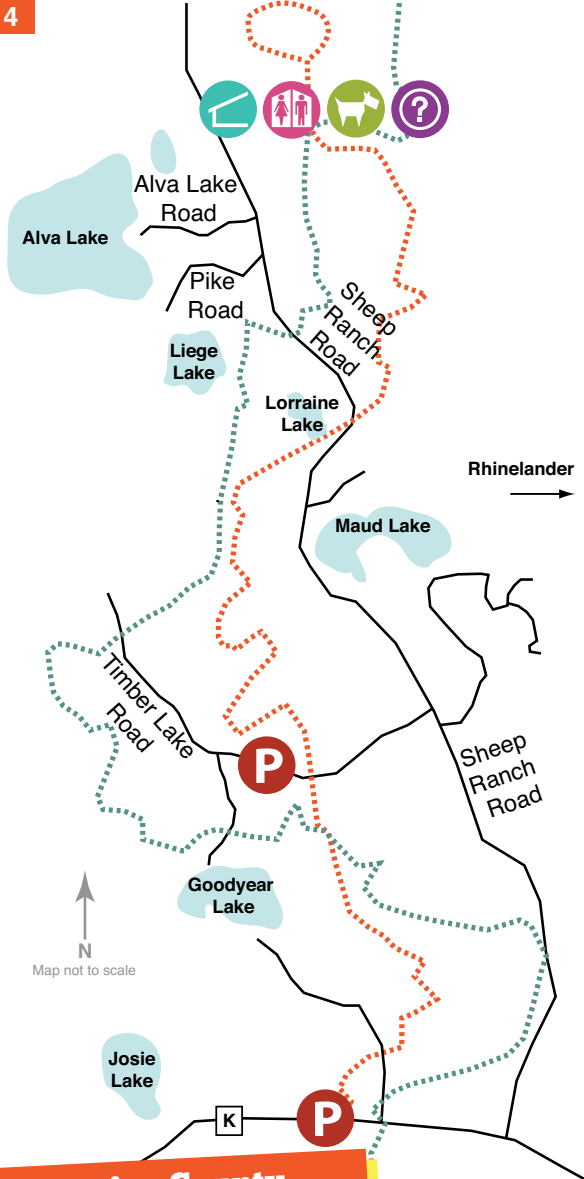 4
?
Alva Lake
Road
Alva Lake
Pike
Road
Sheep
Ranch
Road
Liege
Lake
Lorraine
Lake
Rhinelander
Maud Lake
Timber Lake
Road
P
Sheep
Ranch
Road
Goodyear
Lake
N
Map not to scale
Josie
Lake
K
P
County